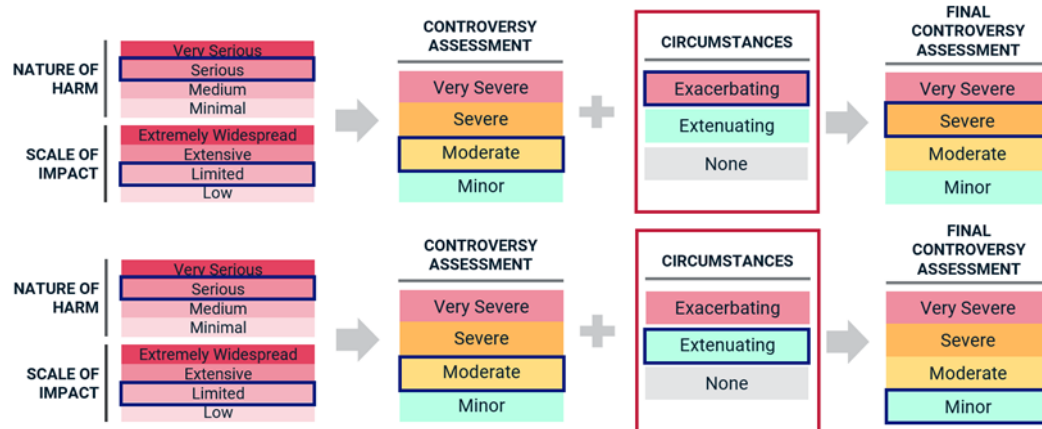 NATURE OF
HARM
Very Serious
Serious
Medium
Minimal
SCALE OF
IMPACT
Extremely Widespread
Extensive
Limited
Low
CONTROVERSY
ASSESSMENT
Very Severe
Severe
Moderate
Minor
CIRCUMSTANCES
Exacerbating
Extenuating
None
FINAL
CONTROVERSY
ASSESSMENT
Very Severe
Severe
Moderate
Minor
NATURE OF
HARM
Very Serious
Serious
Medium
Minimal
SCALE OF
IMPACT
Extremely Widespread
Extensive
Limited
Low
CONTROVERSY
ASSESSMENT
Very Severe
Severe
Moderate
Minor
CIRCUMSTANCES
Exacerbating
Extenuating
None
FINAL
CONTROVERSY
ASSESSMENT
Very Severe
Severe
Moderate
Minor